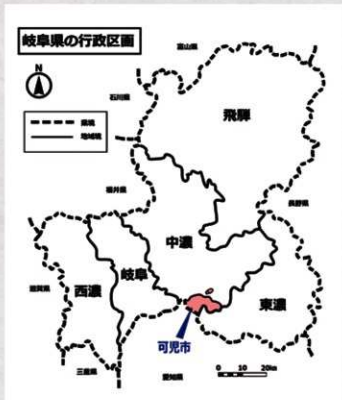 岐阜県の行政区画
N
富山県
石川県
県境
地域境
飛騨
福井県
長野県
中濃
岐阜
西濃
滋賀県
東濃
可児市
三重県
愛知県
0 10 20km